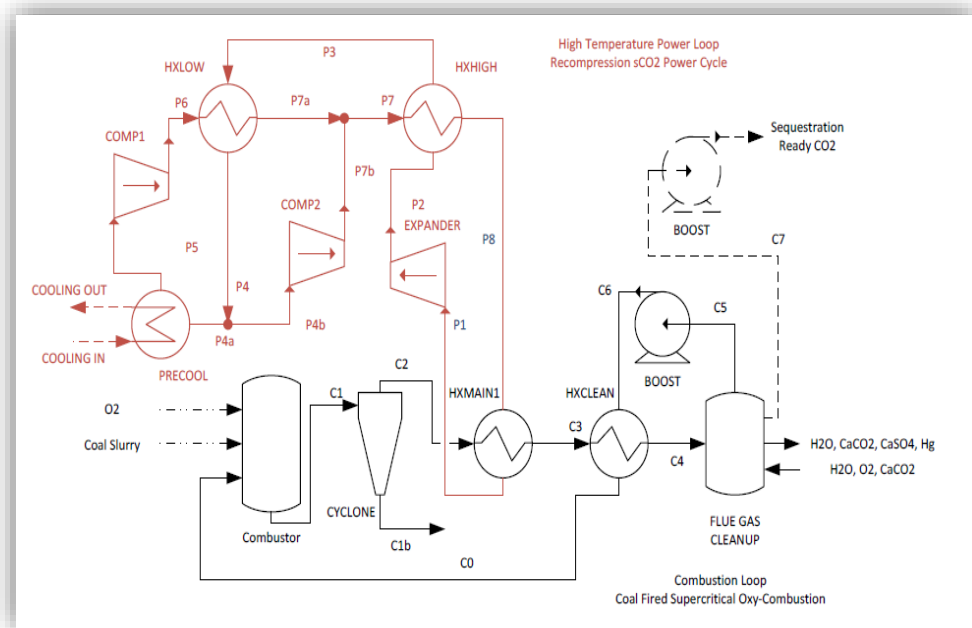 P3
High Temperature Power Loop
Recompression sCO2 Power Cycle
HXLOW
HXHIGH
P6
P7a
P7
COMP1
Sequestration
Ready CO2
P7b
COMP2
P2
EXPANDER
BOOST
P5
P8
C7
COOLING OUT
P4
C6
C5
P4b
P1
P4a
COOLING IN
PRECOOL
C2
BOOST
C1
HXMAIN1
HXCLEAN
O2
Coal Slurry
C3
C4
H2O, CaCO2, CaSO4, Hg
H2O, O2, CaCO2
CYCLONE
Combustor
C1b
FLUE GAS
CLEANUP
C0
Combustion Loop
Coal Fired Supercritical Oxy-Combustion